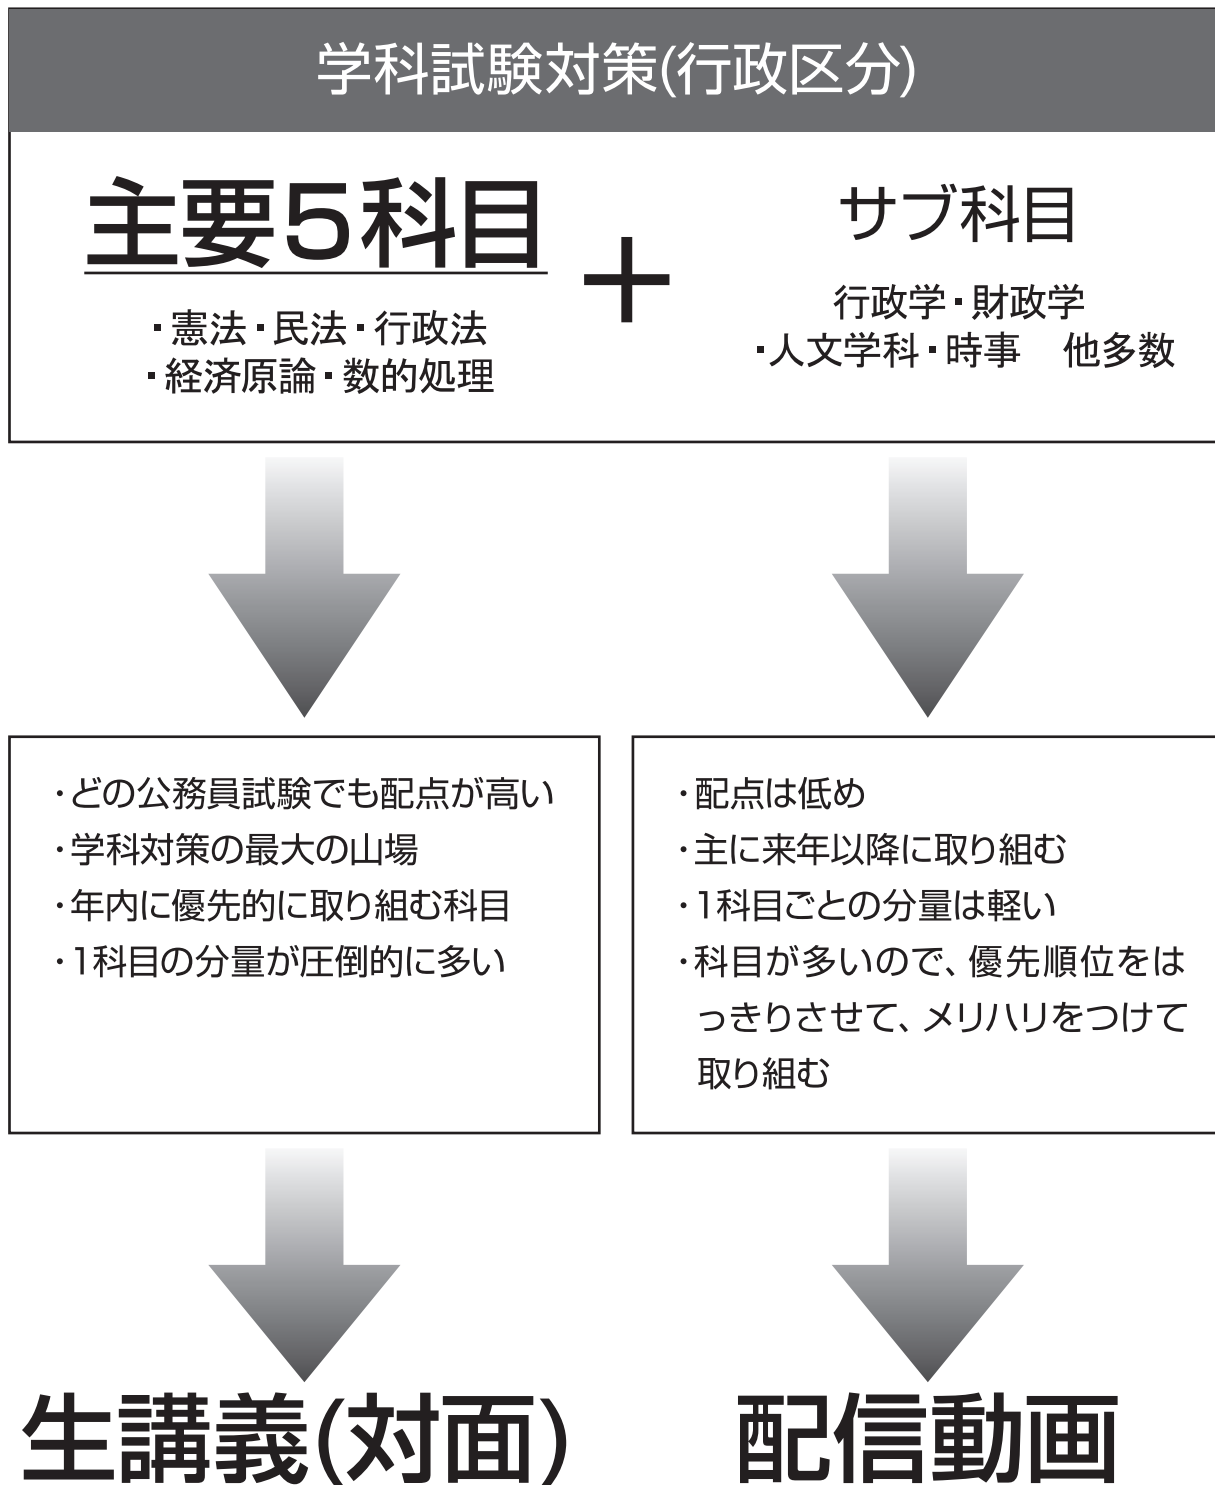 学科試験対策(行政区分)
主要5科目
・憲法・民法・行政法
・経済原論・数的処理
+
サブ科目
行政学・財政学
・人文学科・時事　他多数
・どの公務員試験でも配点が高い
・学科対策の最大の山場
・年内に優先的に取り組む科目
・1科目の分量が圧倒的に多い
・配点は低め
・主に来年以降に取り組む
・1科目ごとの分量は軽い
・科目が多いので、優先順位をは
っきりさせて、メリハリをつけて
取り組む
生講義(対面)
配信動画